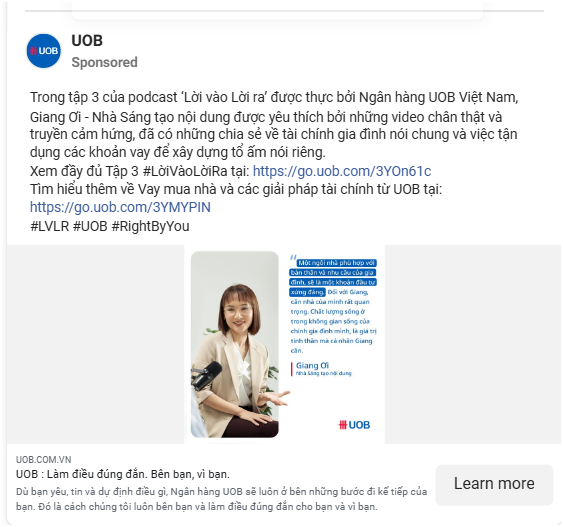 UOB
Sponsored
UOB
Trong tập 3 của podcast ‘Lời vào Lời ra’ được thực bởi Ngân hàng UOB Việt Nam,
Giang Ơi - Nhà Sáng tạo nội dung được yêu thích bởi những video chân thật và
truyền cảm hứng, đã có những chia sẻ về tài chính gia đình nói chung và việc tận
dụng các khoản vay để xây dựng tổ ấm nói riêng.
Xem đầy đủ Tập 3 #LờiVàoLờiRa tại: https://go.uob.com/3YOn61c
Tìm hiểu thêm về Vay mua nhà và các giải pháp tài chính từ UOB tại:
https://go.uob.com/3YMYPIN
#LVLR #UOB #RightByYou
“Một ngôi nhà phù hợp với
bản thân và nhu cầu của gia
đình, sẽ là một khoản đầu tư
xứng đáng. Đối với Giang,
căn nhà của mình rất quan
trọng. Chất lượng sống ở
trong không gian sống của
chính gia đình mình, là giá trị
tinh thần mà cá nhân Giang
cần.
Giang Ơi
Nhà sáng tạo nội dung
UOB
UOB.COM.VN
UOB : Làm điều đúng đắn. Bên bạn, vì bạn.
Dù bạn yêu, tin và dự định điều gì, Ngân hàng UOB sẽ luôn ở bên những bước đi kế tiếp của
bạn. Đó là cách chúng tôi luôn bên bạn và làm điều đúng đắn cho bạn và vì bạn.
Learn more